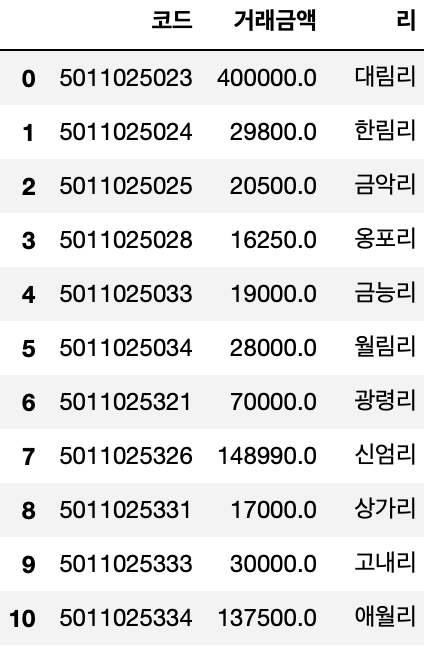 코드 거래금액 리
0 5011025023 400000.0 대림리
1 5011025024 29800.0 한림리
2 5011025025 20500.0 금악리
3 5011025028 16250.0 옹포리
4 5011025033 19000.0 금능리
5 5011025034 28000.0 월림리
6 5011025321 70000.0 광령리
7 5011025326 148990.0 신엄리
8 5011025331 17000.0 상가리
9 5011025333 30000.0 고내리
10 5011025334 137500.0 애월리